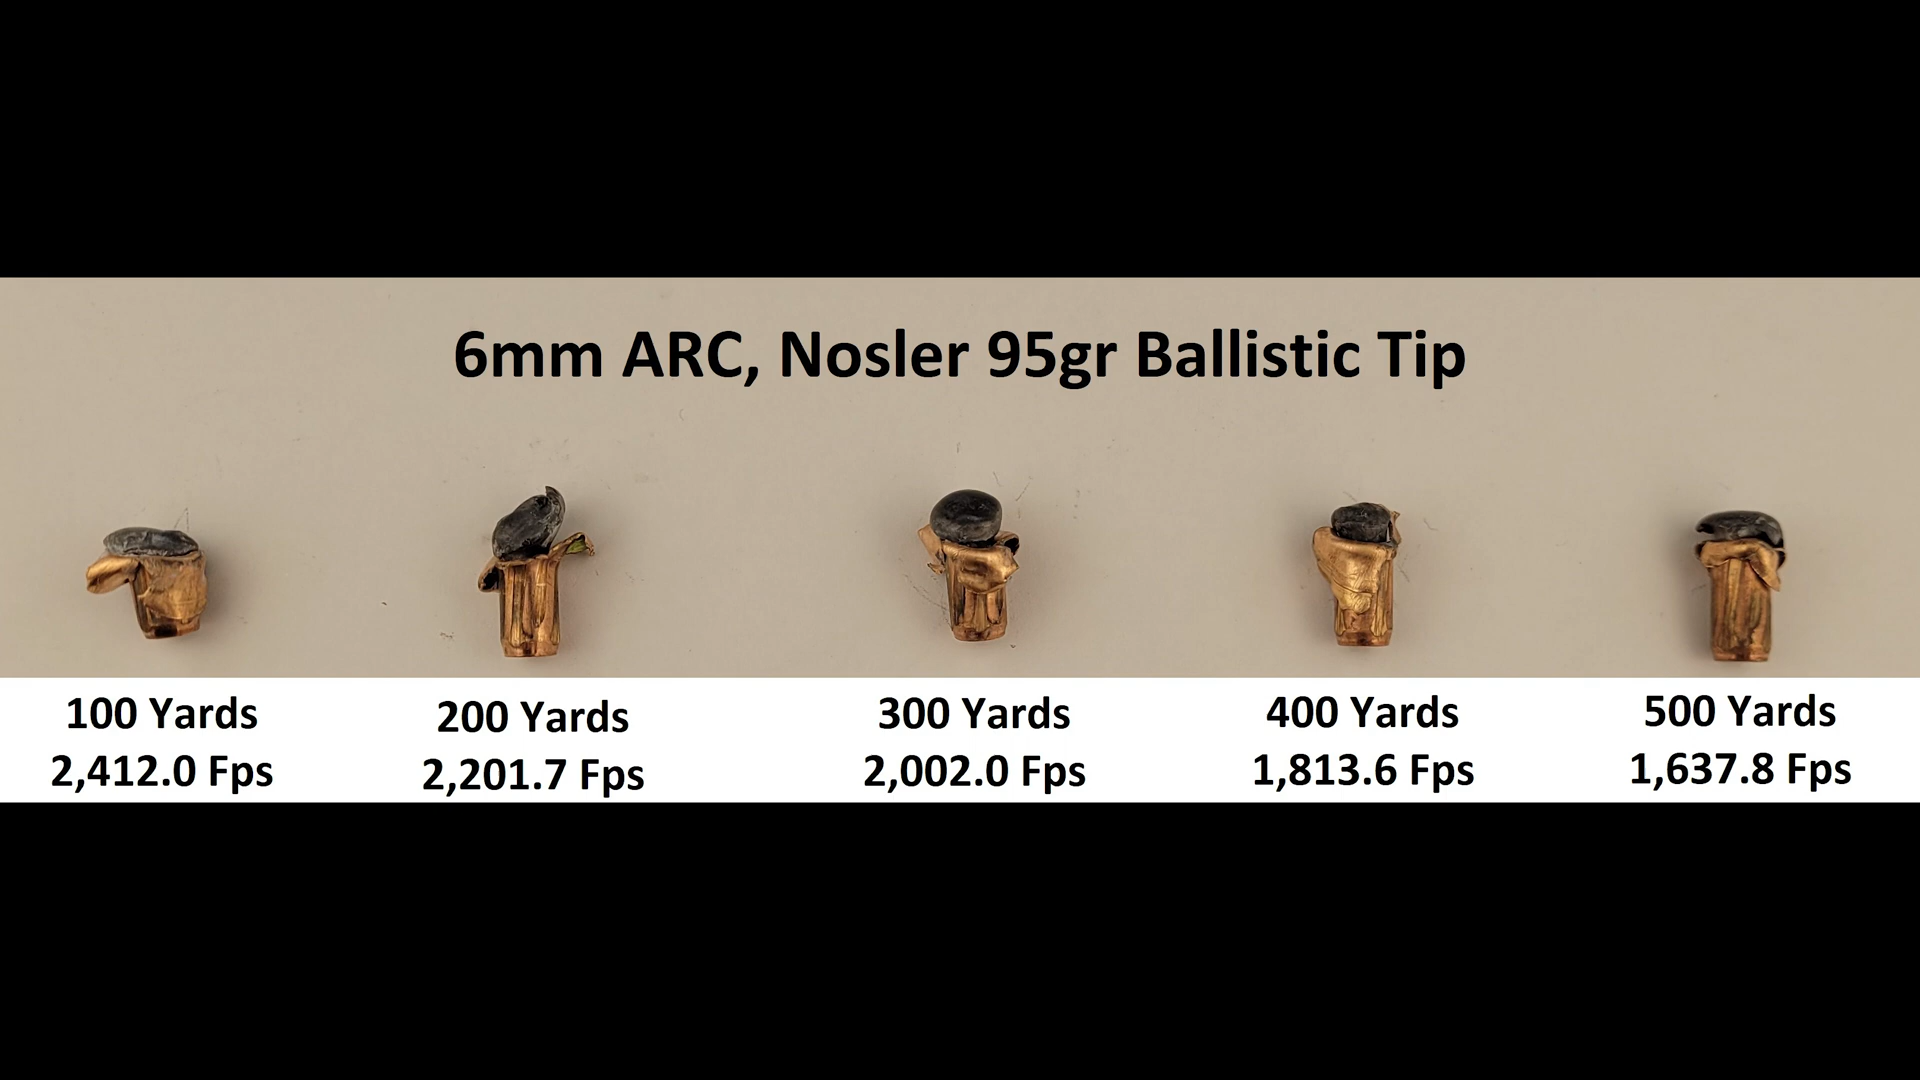 6mm ARC, Nosler 95gr Ballistic Tip
100 Yards
2,412.0 Fps
200 Yards
2,201.7 Fps
300 Yards
2,002.0 Fps
400 Yards
1,813.6 Fps
500 Yards
1,637.8 Fps